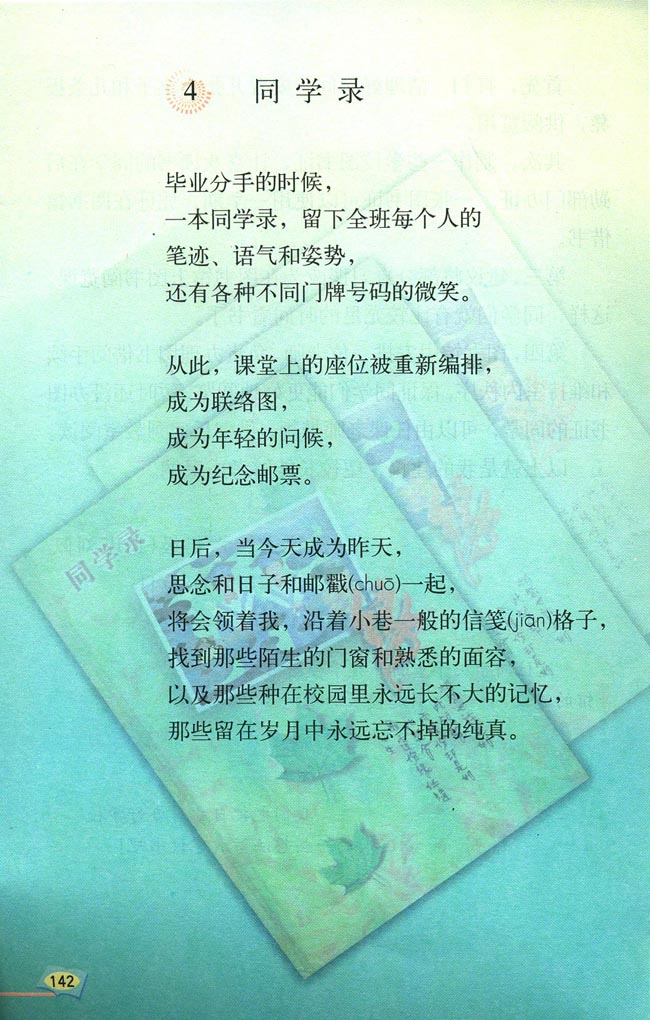 4 同学录
毕业分手的时候，
一本同学录，留下全班每个人的
笔迹、语气和姿势，
还有各种不同门牌号码的微笑。
从此，课堂上的座位被重新编排，
成为联络图，
成为年轻的问候，
成为纪念邮票。
同学录
日后，当今天成为昨天，
思念和日子和邮戳(chuō)一起，
将会领着我，沿着小巷一般的信笺(jiān)格子，
找到那些陌生的门窗和熟悉的面容，
以及那些种在校园里永远长不大的记忆，
那些留在岁月中永远忘不掉的纯真。
142